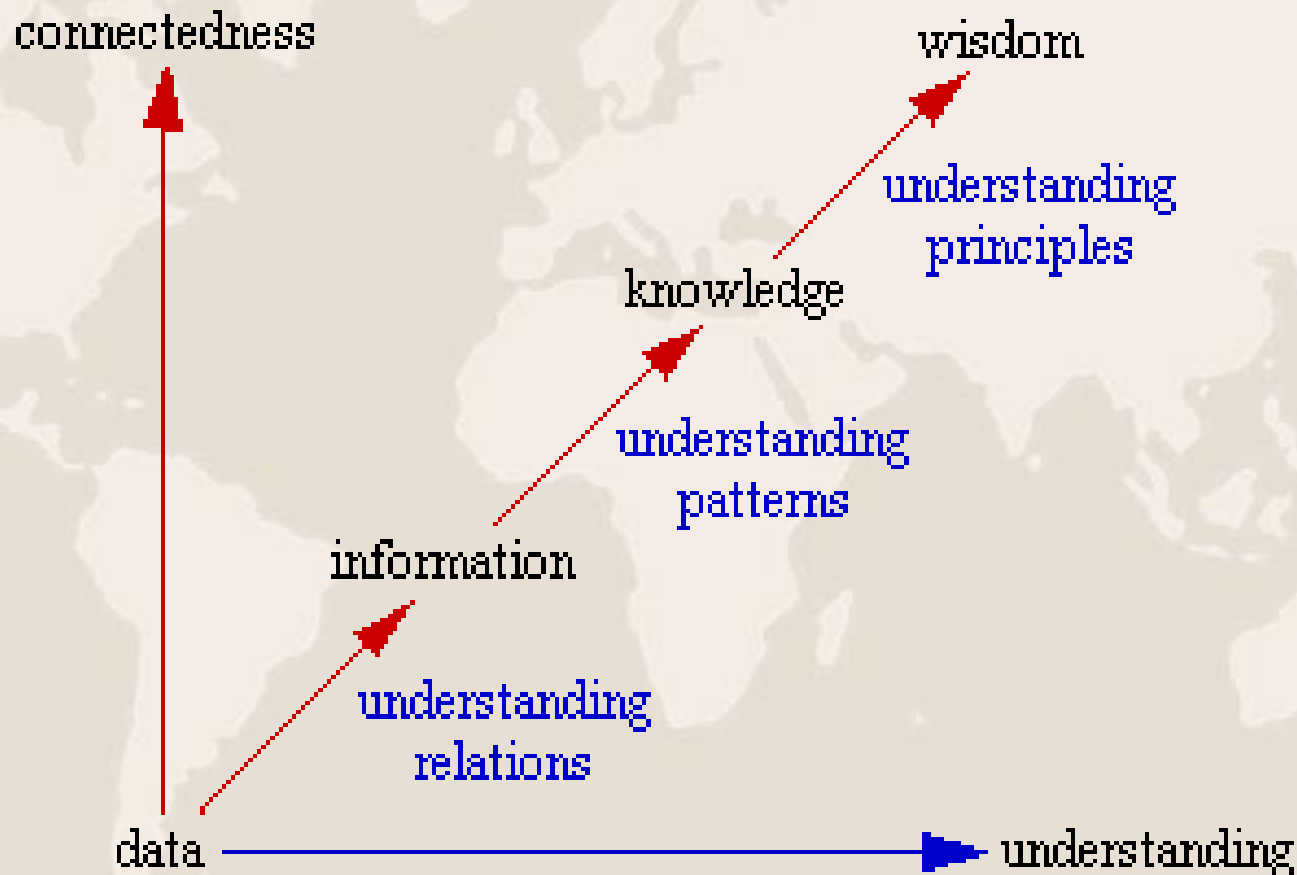 connectedness
wisdom
understanding
principles
knowledge
understanding
patterns
information
understanding
relations
data
understanding